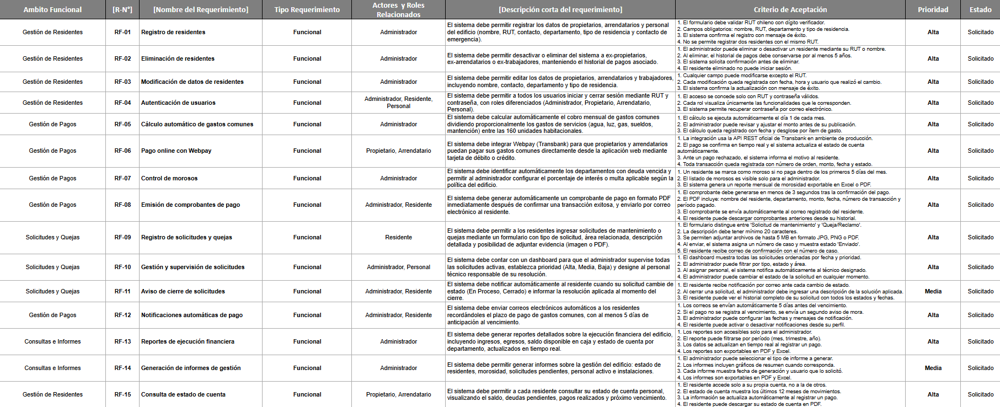 Ambito Funcional
[R-N°]
[Nombre del Requerimiento]
Tipo Requerimiento
Actores y Roles
Relacionados
[Descripción corta del requerimiento]
Criterio de Aceptación
Prioridad
Estado
Gestión de Residentes
RF-01
Registro de residentes
Funcional
Administrador
El sistema debe permitir registrar los datos de propietarios, arrendatarios y personal
del edificio (nombre, RUT, contacto, departamento, tipo de residencia y contacto de
emergencia).
1. El formulario debe validar RUT chileno con dígito verificador.
2. Campos obligatorios: nombre, RUT, departamento y tipo de residencia.
3. El sistema confirma el registro con mensaje de éxito.
4. No se permite registrar dos residentes con el mismo RUT.
Alta
Solicitado
Gestión de Residentes
RF-02
Eliminación de residentes
Funcional
Administrador
El sistema debe permitir desactivar o eliminar del sistema a ex-propietarios,
ex-arrendatarios o ex-trabajadores, manteniendo el historial de pagos asociado.
1. El administrador puede eliminar o desactivar un residente mediante su RUT o nombre.
2. Al eliminar, el historial de pagos debe conservarse por al menos 5 años.
3. El sistema solicita confirmación antes de eliminar.
4. El residente eliminado no puede iniciar sesión.
Alta
Solicitado
Gestión de Residentes
RF-03
Modificación de datos de residentes
Funcional
Administrador
El sistema debe permitir editar los datos de propietarios, arrendatarios y trabajadores,
incluyendo nombre, contacto, departamento y tipo de residencia.
1. Cualquier campo puede modificarse excepto el RUT.
2. Cada modificación queda registrada con fecha, hora y usuario que realizó el cambio.
3. El sistema confirma la actualización con mensaje de éxito.
Alta
Solicitado
Gestión de Residentes
RF-04
Autenticación de usuarios
Funcional
Administrador, Residente,
Personal
El sistema debe permitir a todos los usuarios iniciar y cerrar sesión mediante RUT y
contraseña, con roles diferenciados (Administrador, Propietario, Arrendatario,
Personal).
1. El acceso se concede solo con RUT y contraseña válidos.
2. Cada rol visualiza únicamente las funcionalidades que le corresponden.
3. El sistema permite recuperar contraseña por correo electrónico.
Alta
Solicitado
Gestión de Pagos
RF-05
Cálculo automático de gastos comunes
Funcional
Administrador
El sistema debe calcular automáticamente el cobro mensual de gastos comunes
dividiendo proporcionalmente los gastos de servicios (agua, luz, gas, sueldos,
mantención) entre las 160 unidades habitacionales.
1. El cálculo se ejecuta automáticamente el día 1 de cada mes.
2. El administrador puede revisar y ajustar el monto antes de su publicación.
3. El cálculo queda registrado con fecha y desglose por ítem de gasto.
Alta
Solicitado
Gestión de Pagos
RF-06
Pago online con Webpay
Funcional
Propietario, Arrendatario
El sistema debe integrar Webpay (Transbank) para que propietarios y arrendatarios
puedan pagar sus gastos comunes directamente desde la aplicación web mediante
tarjeta de débito o crédito.
1. La integración usa la API REST oficial de Transbank en ambiente de producción.
2. El pago se confirma en tiempo real y el sistema actualiza el estado de cuenta
automáticamente.
3. Ante un pago rechazado, el sistema informa el motivo al residente.
4. Toda transacción queda registrada con número de orden, monto, fecha y estado.
Alta
Solicitado
Gestión de Pagos
RF-07
Control de morosos
Funcional
Administrador
El sistema debe identificar automáticamente los departamentos con deuda vencida y
permitir al administrador configurar el porcentaje de interés o multa aplicable según la
política del edificio.
1. Un residente se marca como moroso si no paga dentro de los primeros 5 días del mes.
2. El listado de morosos es visible solo para el administrador.
3. El sistema genera un reporte mensual de morosidad exportable en Excel o PDF.
Alta
Solicitado
Gestión de Pagos
RF-08
Emisión de comprobantes de pago
Funcional
Administrador, Residente
El sistema debe generar automáticamente un comprobante de pago en formato PDF
inmediatamente después de confirmar una transacción exitosa, y enviarlo por correo
electrónico al residente.
1. El comprobante debe generarse en menos de 3 segundos tras la confirmación del pago.
2. El PDF incluye: nombre del residente, departamento, monto, fecha, número de transacción y
período pagado.
3. El comprobante se envía automáticamente al correo registrado del residente.
4. El residente puede descargar comprobantes anteriores desde su historial.
Alta
Solicitado
Solicitudes y Quejas
RF-09
Registro de solicitudes y quejas
Funcional
Residente
El sistema debe permitir a los residentes ingresar solicitudes de mantenimiento o
quejas mediante un formulario con tipo de solicitud, área relacionada, descripción
detallada y posibilidad de adjuntar evidencia (imagen o PDF).
1. El formulario distingue entre 'Solicitud de mantenimiento' y 'Queja/Reclamo'.
2. La descripción debe tener mínimo 20 caracteres.
3. Se permiten adjuntar archivos de hasta 5 MB en formato JPG, PNG o PDF.
4. Al enviar, el sistema asigna un número de caso y muestra estado 'Enviado'.
5. El residente recibe correo de confirmación con el número de caso.
Alta
Solicitado
Solicitudes y Quejas
RF-10
Gestión y supervisión de solicitudes
Funcional
Administrador, Personal
El sistema debe contar con un dashboard para que el administrador supervise todas
las solicitudes activas, establezca prioridad (Alta, Media, Baja) y designe al personal
técnico responsable de su resolución.
1. El dashboard muestra todas las solicitudes ordenadas por fecha y prioridad.
2. El administrador puede filtrar por tipo, estado y área.
3. Al asignar personal, el sistema notifica automáticamente al técnico designado.
4. El administrador puede cambiar el estado de la solicitud en cualquier momento.
Alta
Solicitado
Solicitudes y Quejas
RF-11
Aviso de cierre de solicitudes
Funcional
Administrador, Residente
El sistema debe notificar automáticamente al residente cuando su solicitud cambie de
estado (En Proceso, Cerrado) e informar la resolución aplicada al momento del
cierre.
1. El residente recibe notificación por correo ante cada cambio de estado.
2. Al cerrar una solicitud, el administrador debe ingresar una descripción de la solución aplicada.
3. El residente puede ver el historial completo de su solicitud con todos los estados y fechas.
Media
Solicitado
Gestión de Pagos
RF-12
Notificaciones automáticas de pago
Funcional
Administrador, Residente
El sistema debe enviar correos electrónicos automáticos a los residentes
recordándoles el plazo de pago de gastos comunes, con al menos 5 días de
anticipación al vencimiento.
1. Los correos se envían automáticamente 5 días antes del vencimiento.
2. Si el pago no se registra al vencimiento, se envía un segundo aviso de mora.
3. El administrador puede configurar las fechas y mensajes de notificación.
4. El residente puede activar o desactivar notificaciones desde su perfil.
Alta
Solicitado
Consultas e Informes
RF-13
Reportes de ejecución financiera
Funcional
Administrador
El sistema debe generar reportes detallados sobre la ejecución financiera del edificio,
incluyendo ingresos, egresos, saldo disponible en caja y estado de cuenta por
departamento, actualizados en tiempo real.
1. Los reportes son accesibles solo para el administrador.
2. El reporte puede filtrarse por período (mes, trimestre, año).
3. Los datos se actualizan en tiempo real al registrar un pago.
4. Los reportes son exportables en PDF y Excel.
Alta
Solicitado
Consultas e Informes
RF-14
Generación de informes de gestión
Funcional
Administrador
El sistema debe permitir generar informes sobre la gestión del edificio: estado de
residentes, morosidad, solicitudes pendientes, personal activo e instalaciones.
1. El administrador puede seleccionar el tipo de informe a generar.
2. Los informes incluyen gráficos de resumen cuando corresponda.
3. Cada informe muestra fecha de generación y usuario que lo solicitó.
4. Los informes son exportables en PDF y Excel.
Media
Solicitado
Gestión de Residentes
RF-15
Consulta de estado de cuenta
Funcional
Propietario, Arrendatario
El sistema debe permitir a cada residente consultar su estado de cuenta personal,
visualizando el saldo, deudas pendientes, pagos realizados y próximo vencimiento.
1. El residente accede solo a su propia cuenta, no a la de otros.
2. El estado de cuenta muestra los últimos 12 meses de movimientos.
3. La información se actualiza automáticamente al registrar un pago.
4. El residente puede descargar su estado de cuenta en PDF.
Alta
Solicitado